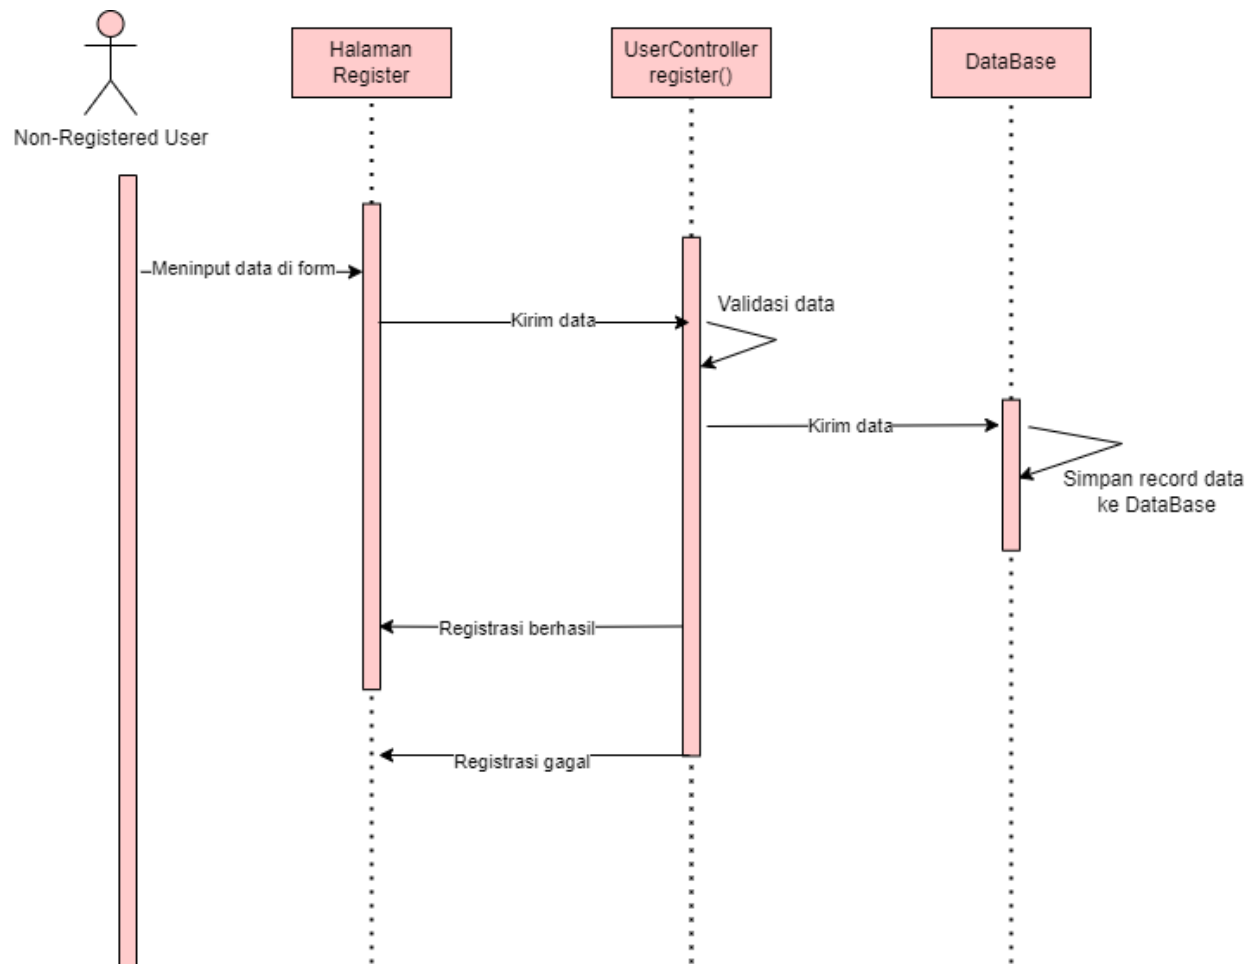 Non-Registered User
Halaman
Register
UserController
register()
DataBase
Meninput data di form
Kirim data
Validasi data
Kirim data
Simpan record data
ke DataBase
Registrasi berhasil
Registrasi gagal